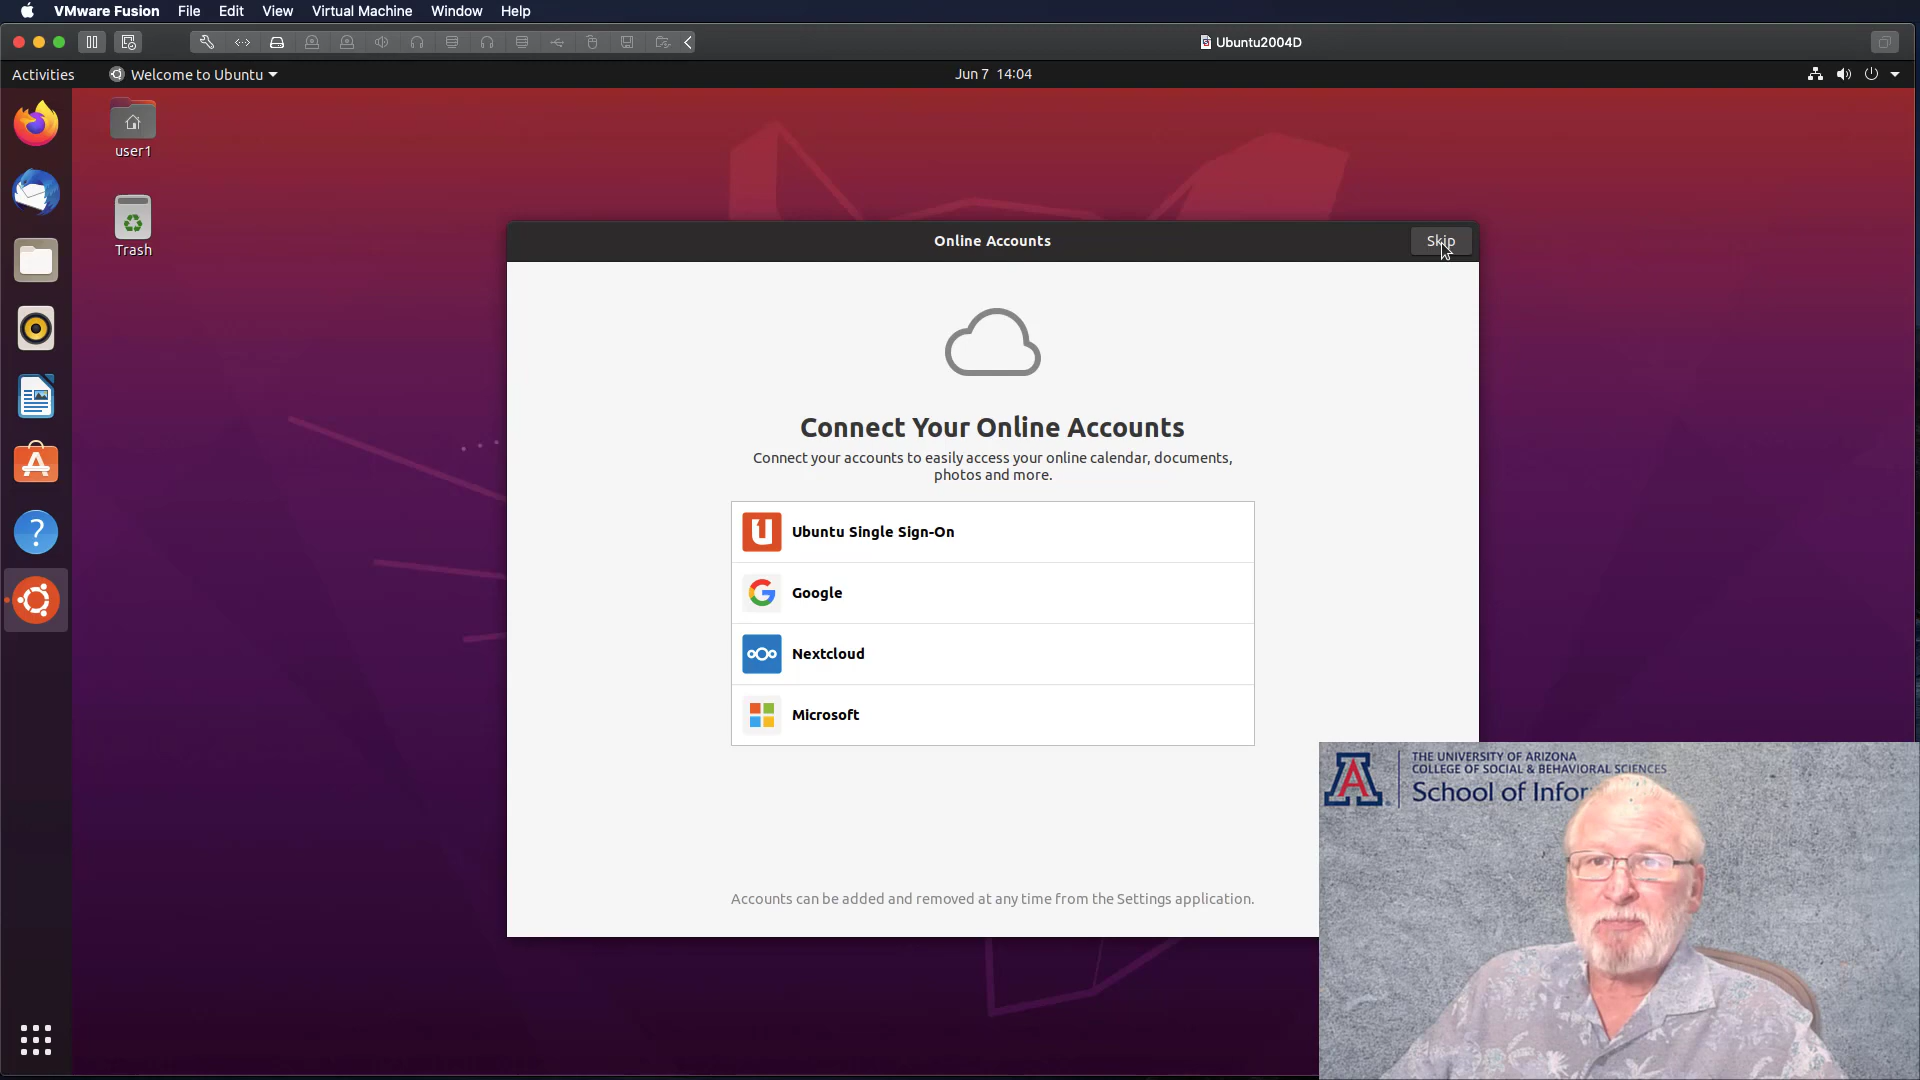 VMware Fusion File Edit View Virtual Machine Window Help
Ubuntu2004D
Activities Welcome to Ubuntu Jun 7 14:04
user1
Trash
Online Accounts Skip
Connect Your Online Accounts
Connect your accounts to easily access your online calendar, documents,
photos and more.
Ubuntu Single Sign-On
Google
Nextcloud
Microsoft
Accounts can be added and removed at any time from the Settings application.
THE UNIVERSITY OF ARIZONA
COLLEGE OF SOCIAL & BEHAVIORAL SCIENCES
School of Infor